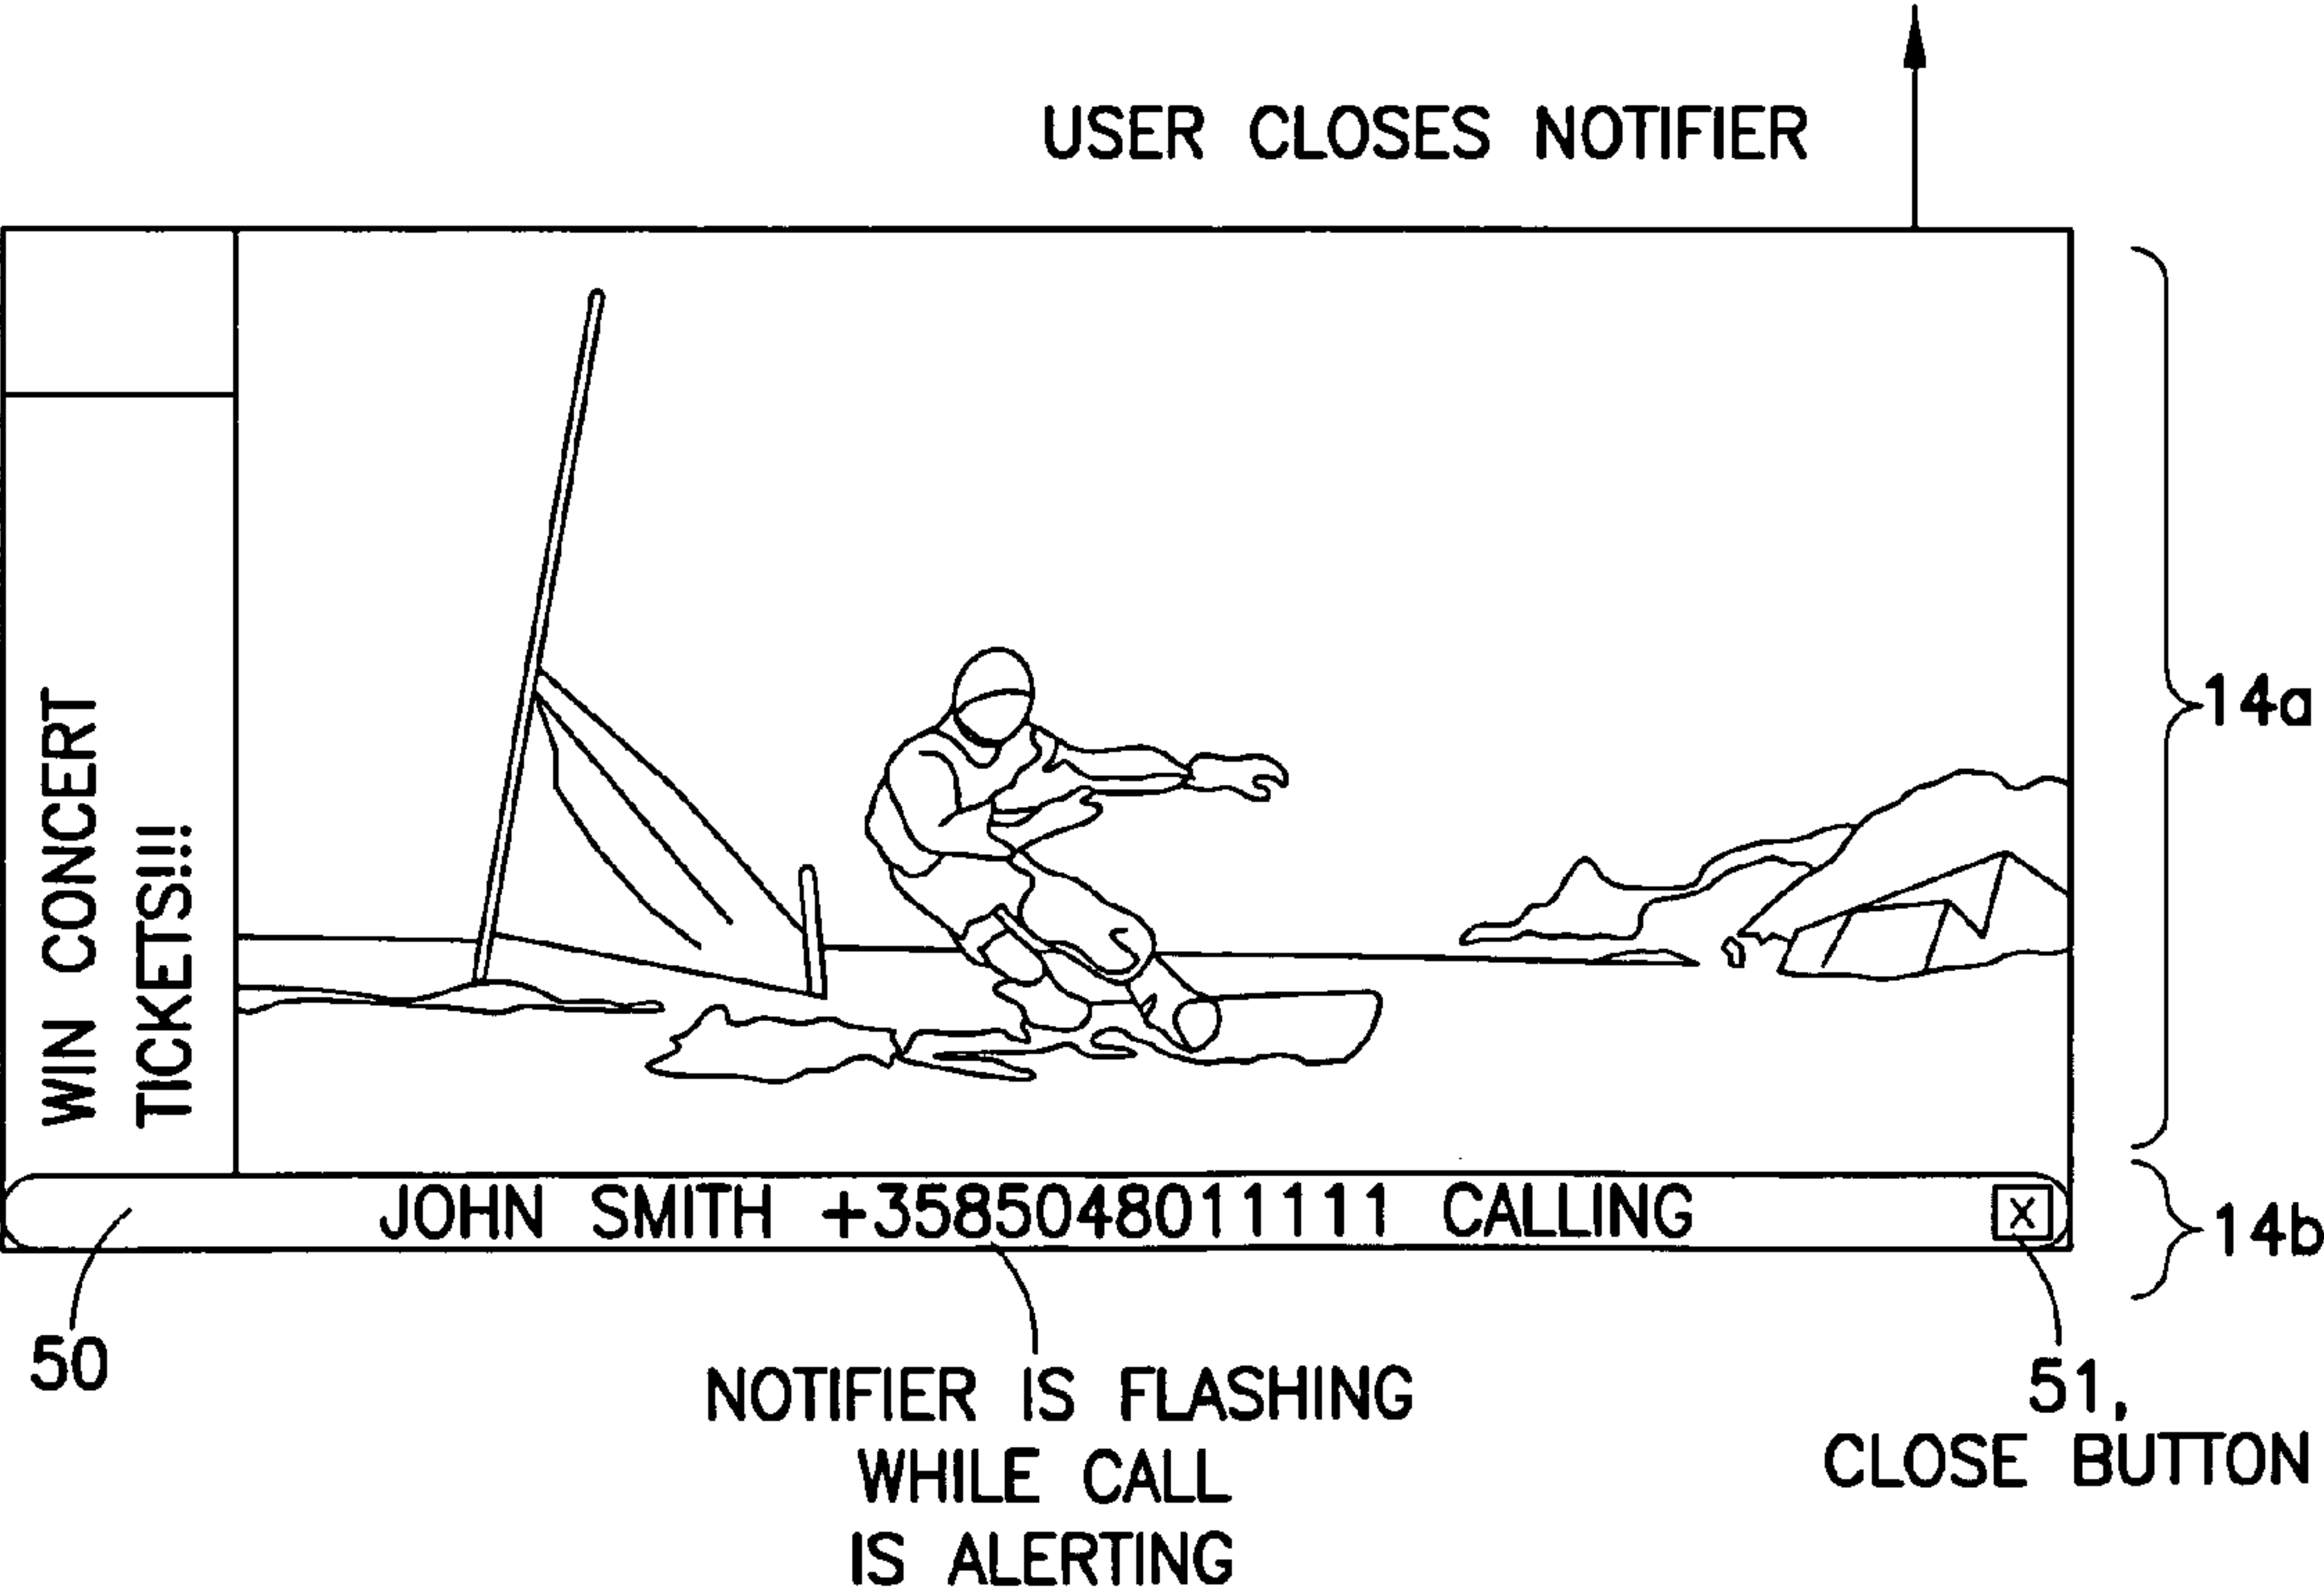 USER CLOSES NOTIFIER
WIN CONCERT
TICKETS!!!!
14a
JOHN SMITH +3585048011111 CALLING
X
14b
50
NOTIFIER IS FLASHING
WHILE CALL
IS ALERTING
51,
CLOSE BUTTON